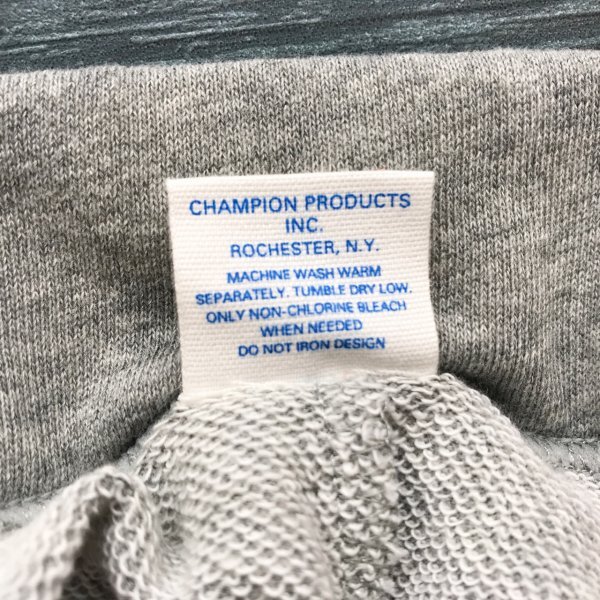 CHAMPION PRODUCTS
INC.
ROCHESTER, N.Y.
MACHINE WASH WARM
SEPARATELY. TUMBLE DRY LOW.
ONLY NON-CHLORINE BLEACH
WHEN NEEDED
DO NOT IRON DESIGN